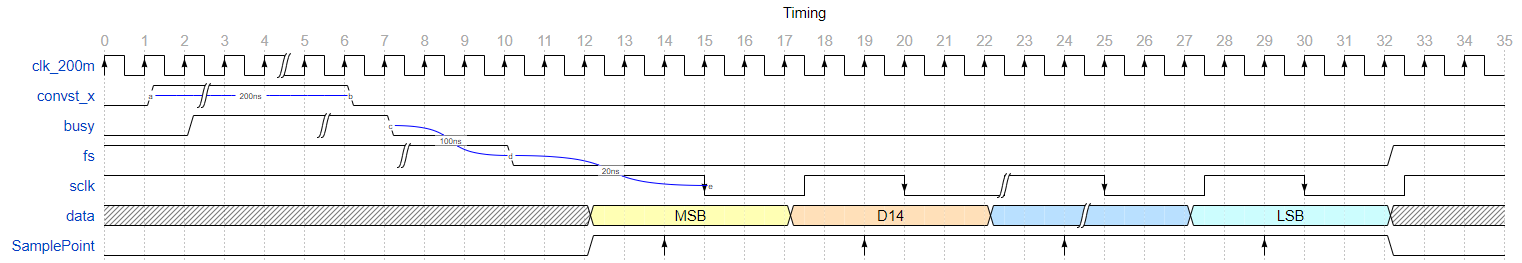 Timing
0 1 2 3 4 5 6 7 8 9 10 11 12 13 14 15 16 17 18 19 20 21 22 23 24 25 26 27 28 29 30 31 32 33 34 35
clk_200m
convst_x a 200ns b
busy c
100ns
fs d
20ns
sclk e
data MSB D14 LSB
SamplePoint